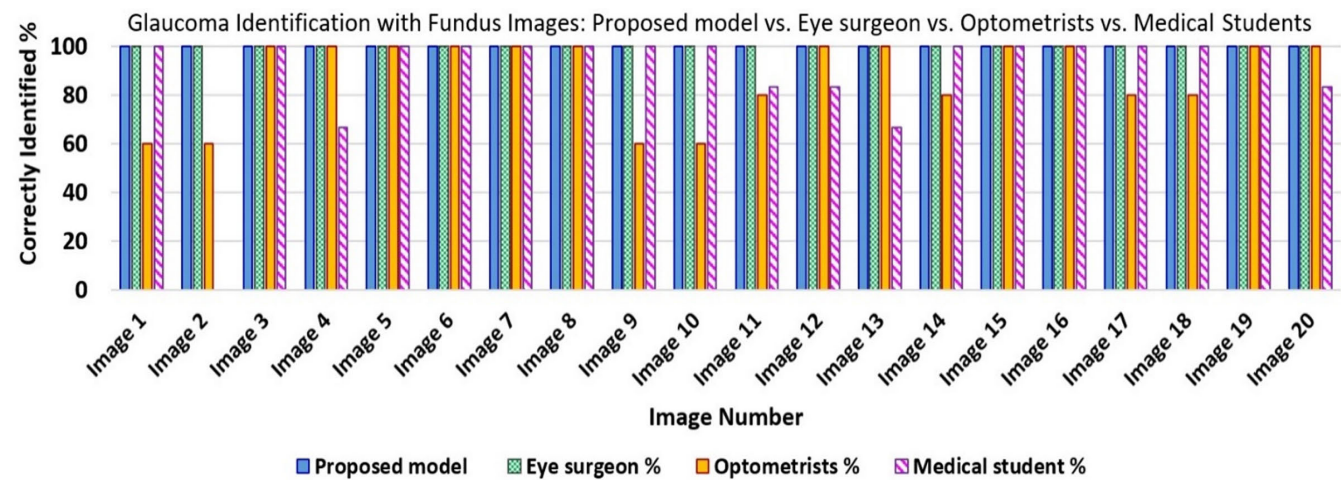 Glaucoma Identification with Fundus Images: Proposed model vs. Eye surgeon vs. Optometrists vs. Medical Students
Correctly Identified %
100
80
60
40
20
0
Image 1
Image 2
Image 3
Image 4
Image 5
Image 6
Image 7
Image 8
Image 9
Image 10
Image 11
Image 12
Image 13
Image 14
Image 15
Image 16
Image 17
Image 18
Image 19
Image 20
Image Number
Proposed model Eye surgeon % Optometrists % Medical student %